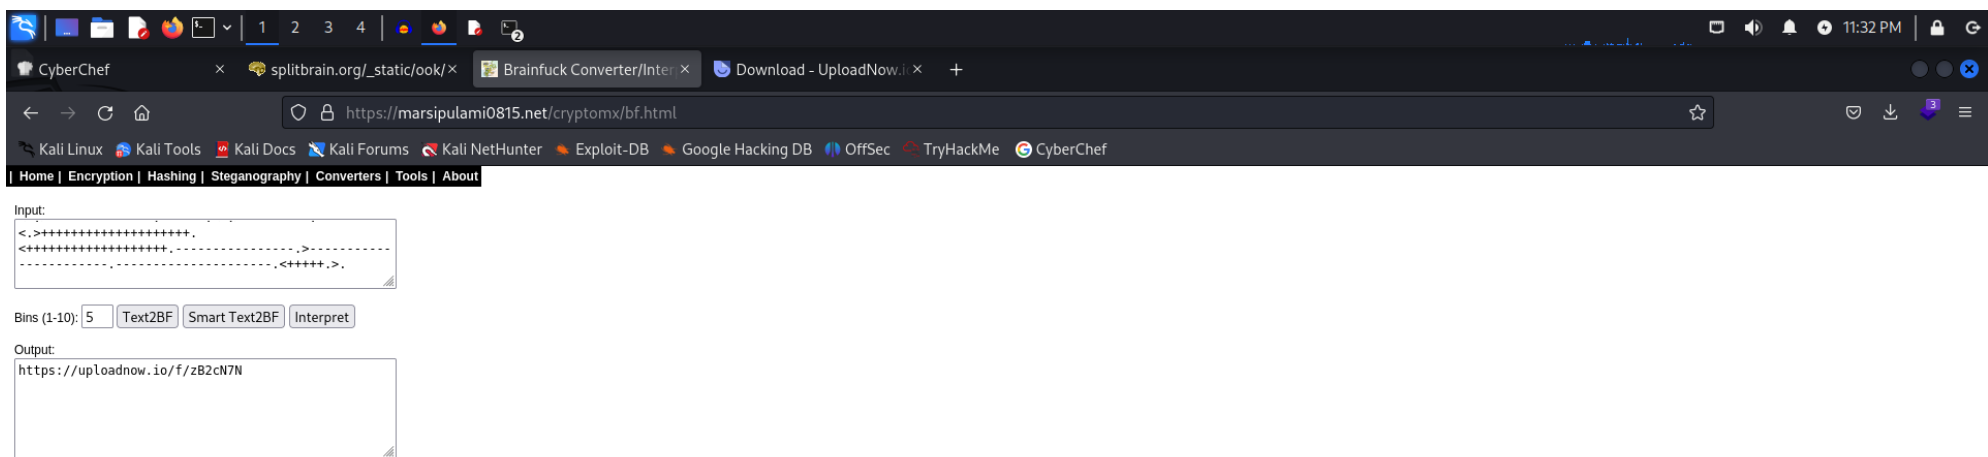 1 2 3 4 2 11:32 PM
CyberChef × splitbrain.org/_static/ook/ × Brainfuck Converter/Inter × Download - UploadNow.i × +
https://marsipulami0815.net/cryptomx/bf.html 3
Kali Linux Kali Tools Kali Docs Kali Forums Kali NetHunter Exploit-DB Google Hacking DB OffSec TryHackMe CyberChef
| Home | Encryption | Hashing | Steganography | Converters | Tools | About
Input:
<.>++++++++++++++++++++.
<+++++++++++++++++++.----------------.>-----------
------------.---------------------.<+++++.>.
Bins (1-10): 5 Text2BF Smart Text2BF Interpret
Output:
https://uploadnow.io/f/zB2cN7N